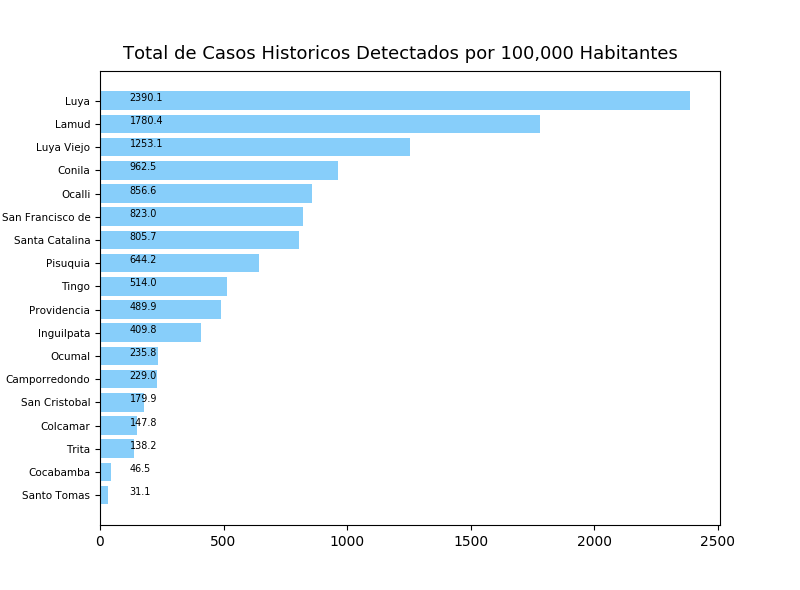 Total de Casos Historicos Detectados por 100,000 Habitantes
Luya 2390.1
Lamud 1780.4
Luya Viejo 1253.1
Conila 962.5
Ocalli 856.6
San Francisco de 823.0
Santa Catalina 805.7
Pisuquia 644.2
Tingo 514.0
Providencia 489.9
Inguilpata 409.8
Ocumal 235.8
Camporredondo 229.0
San Cristobal 179.9
Colcamar 147.8
Trita 138.2
Cocabamba 46.5
Santo Tomas 31.1
0 500 1000 1500 2000 2500